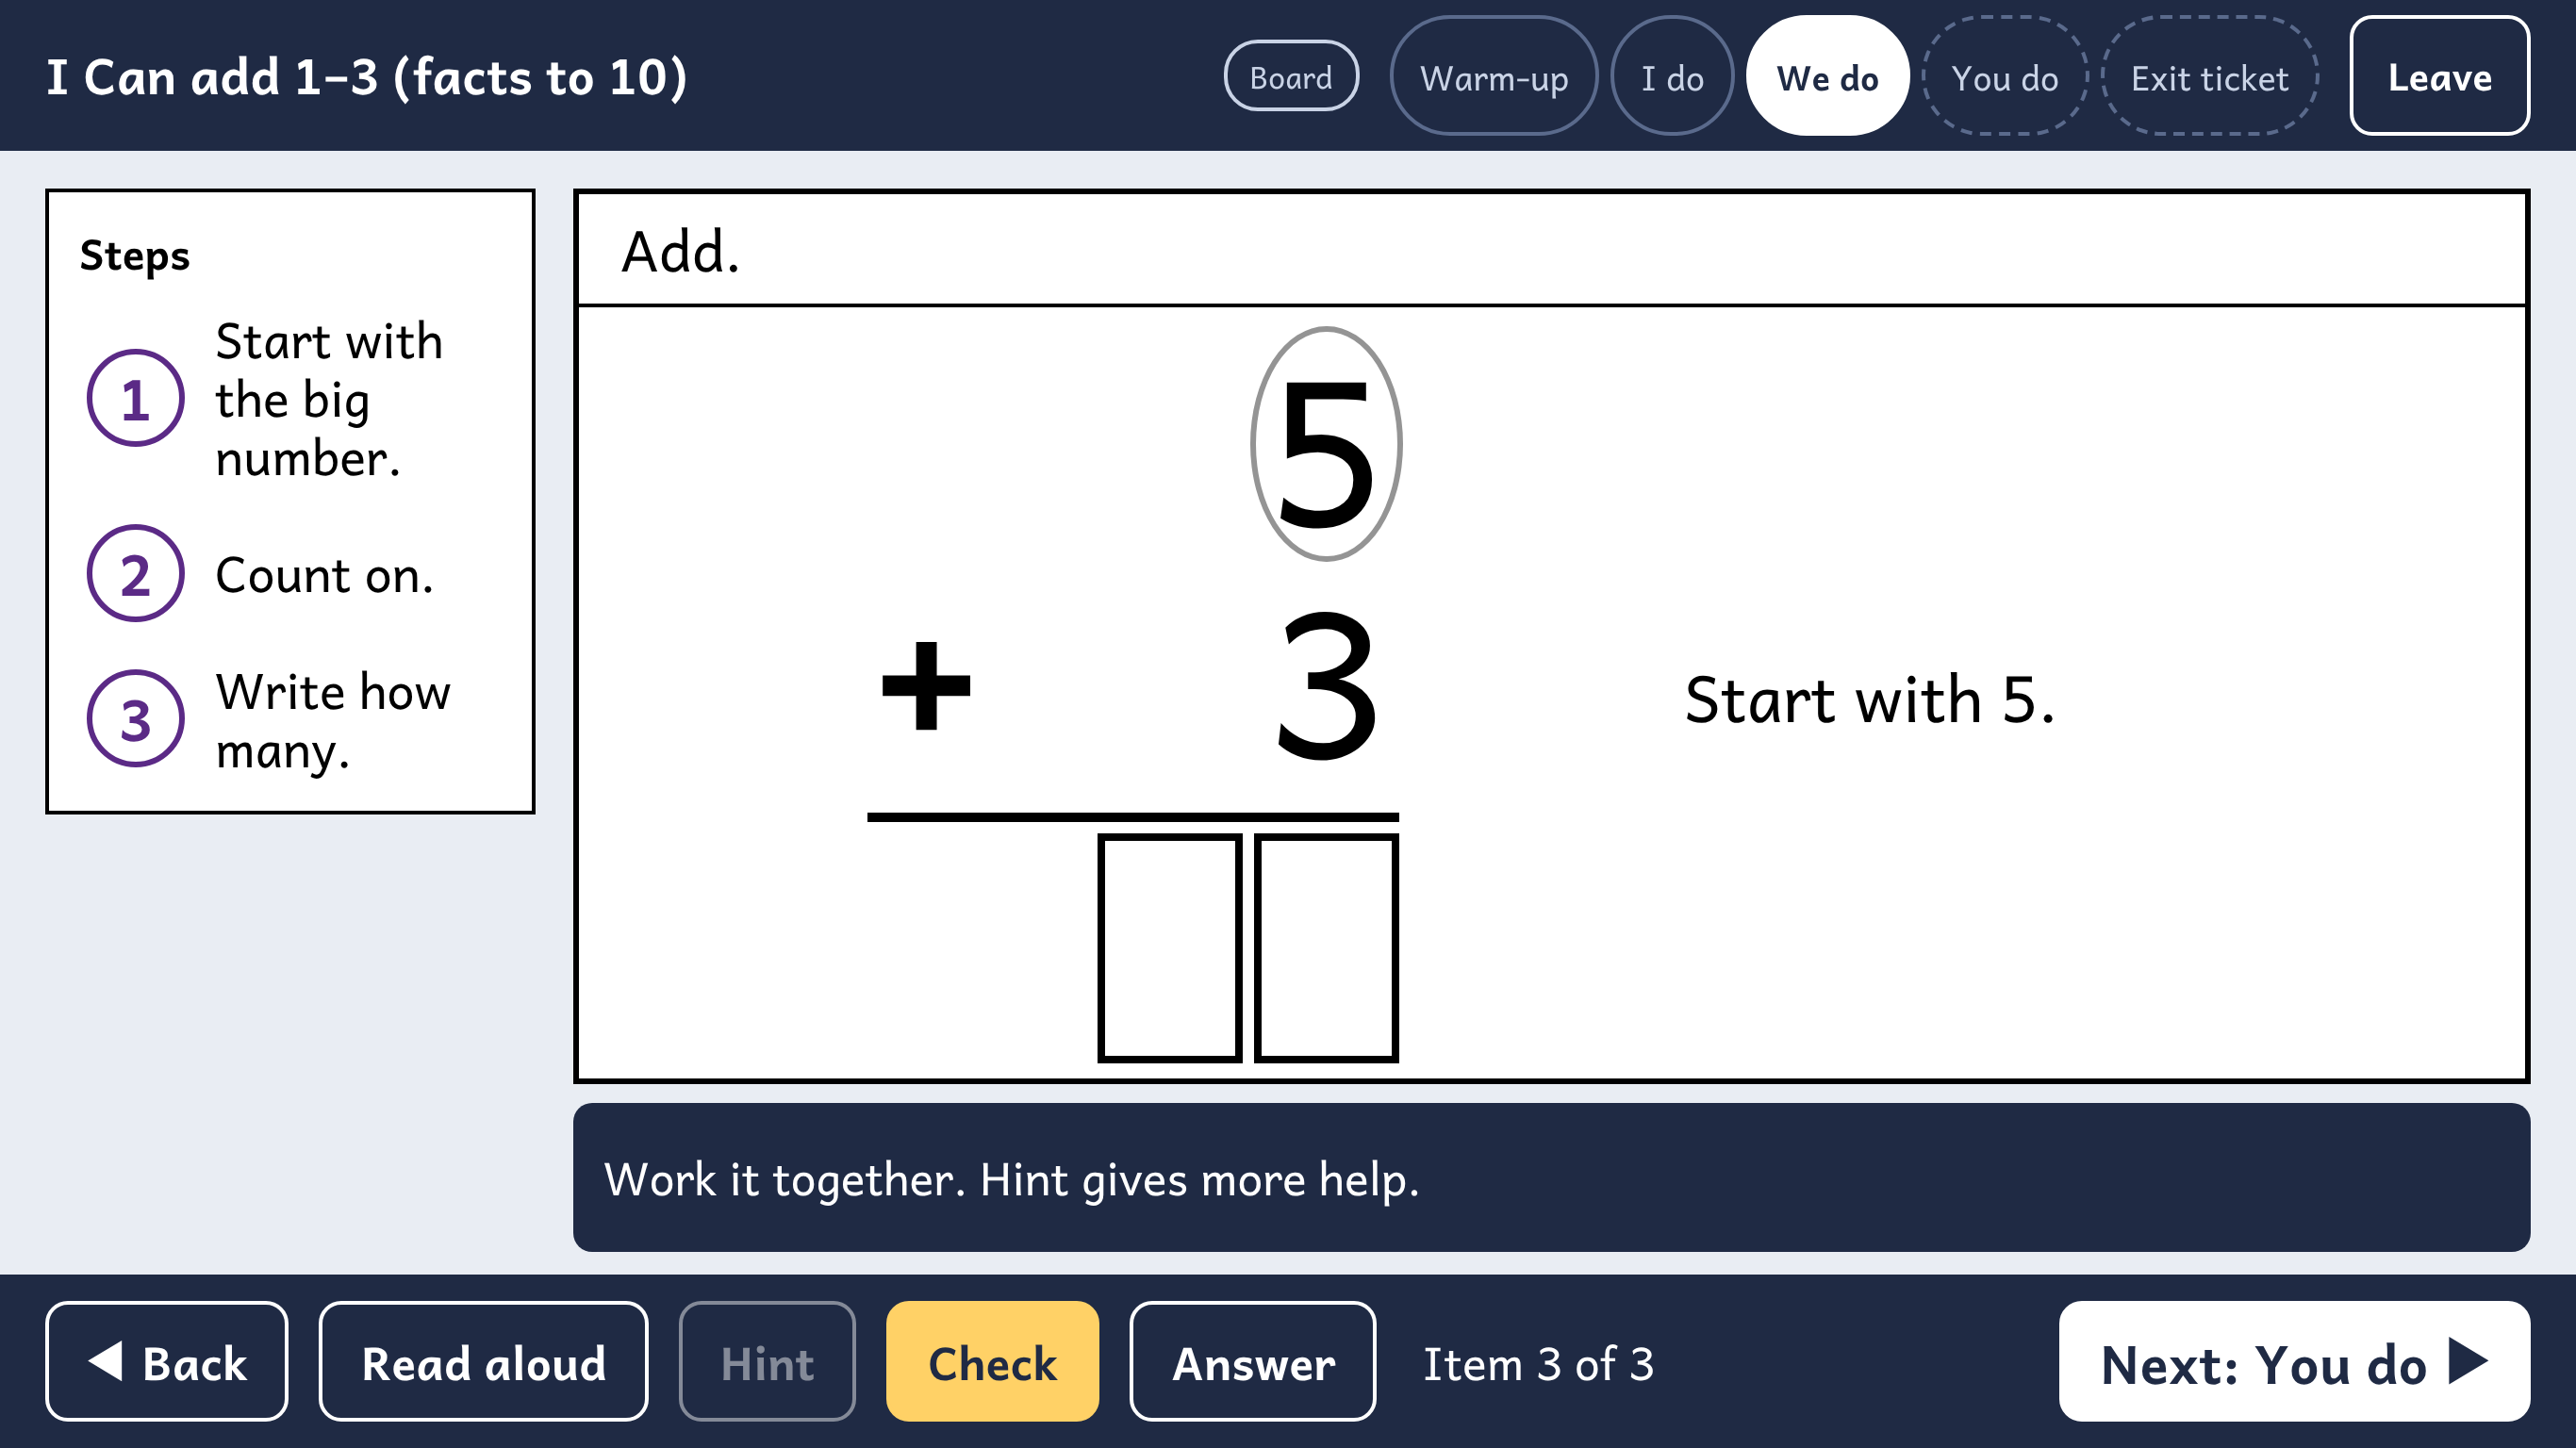 I Can add 1–3 (facts to 10)
Board
Warm-up
I do
We do
You do
Exit ticket
Leave
Steps
1
Start with
the big
number.
2
Count on.
3
Write how
many.
Add.
5
+ 3
Start with 5.
Work it together. Hint gives more help.
Back
Read aloud
Hint
Check
Answer
Item 3 of 3
Next: You do